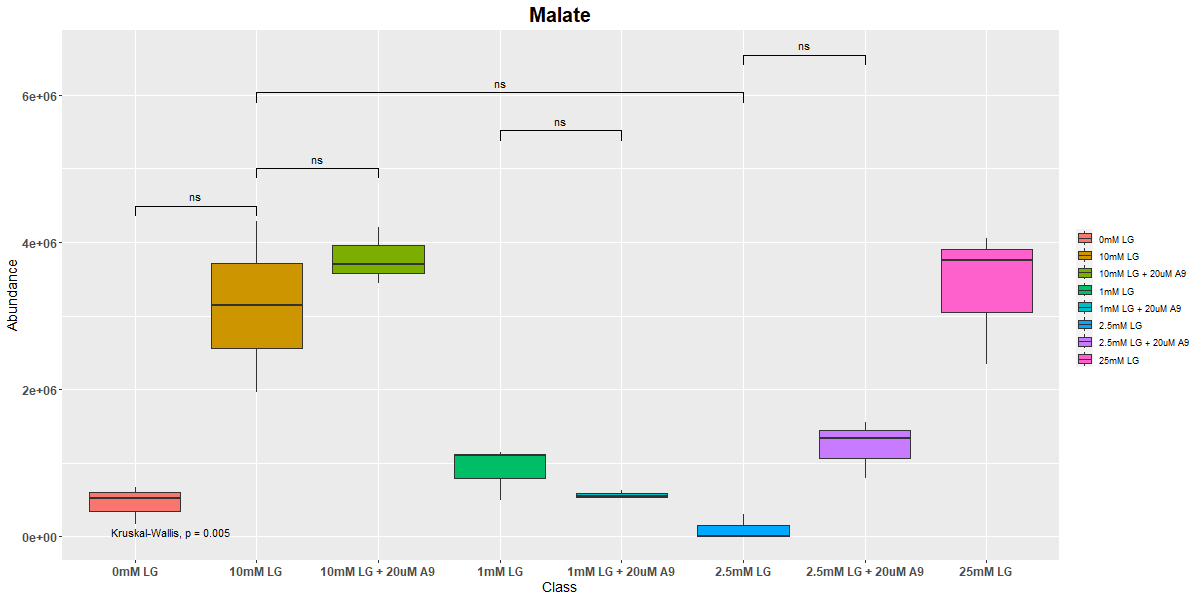 Malate
ns
ns
6e+06
ns
ns
ns
4e+06
2e+06
0e+00
Abundance
Kruskal-Wallis, p = 0.005
0mM LG
10mM LG
10mM LG + 20uM A9
1mM LG
1mM LG + 20uM A9
2.5mM LG
2.5mM LG + 20uM A9
25mM LG
Class
0mM LG
10mM LG
10mM LG + 20uM A9
1mM LG
1mM LG + 20uM A9
2.5mM LG
2.5mM LG + 20uM A9
25mM LG